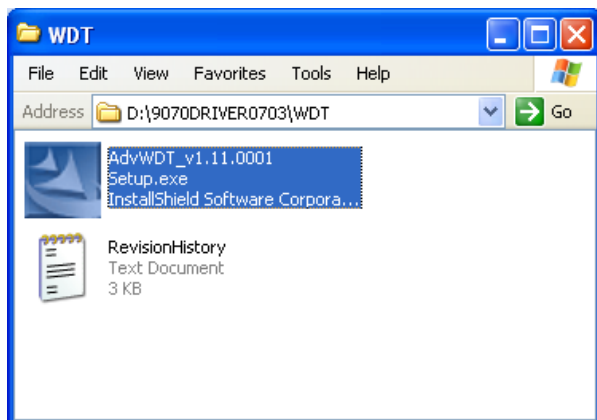 WDT
File Edit View Favorites Tools Help
Address D:\9070DRIVER0703\WDT Go
AdvWDT_v1.11.0001
Setup.exe
InstallShield Software Corpora...
RevisionHistory
Text Document
3 KB